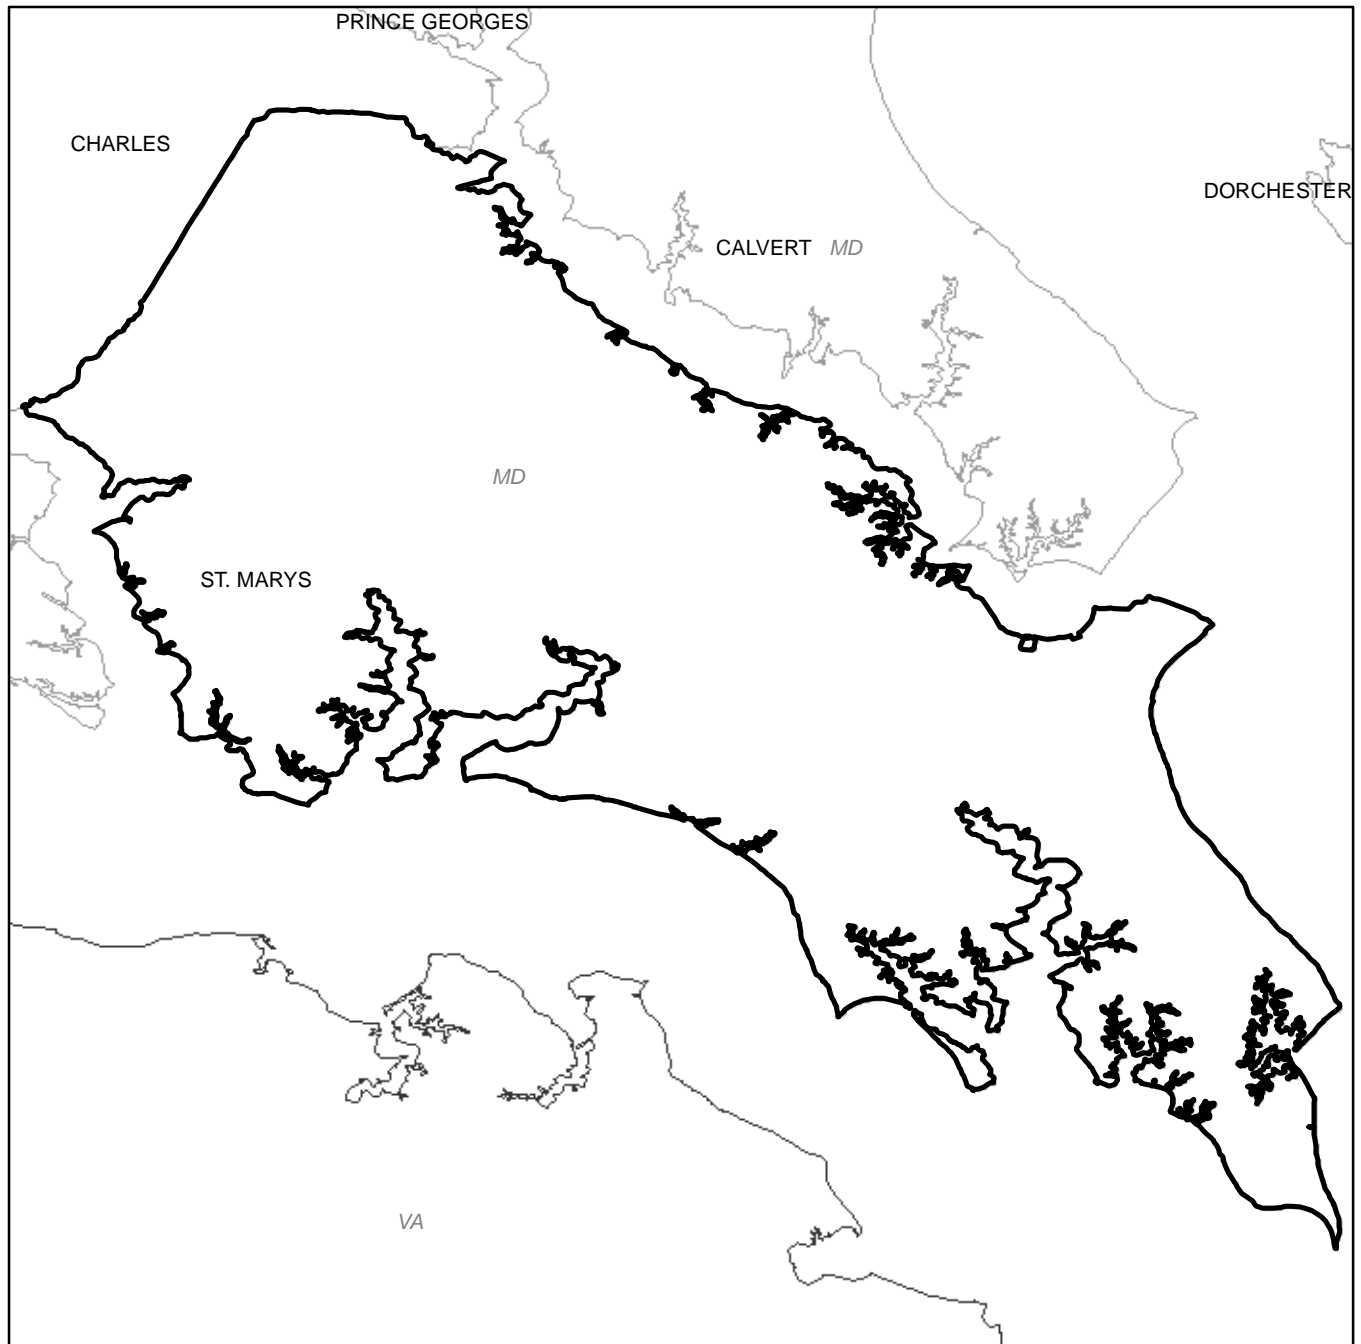 PRINCE GEORGES
CHARLES
DORCHESTER
CALVERT MD
MD
ST. MARYS
VA